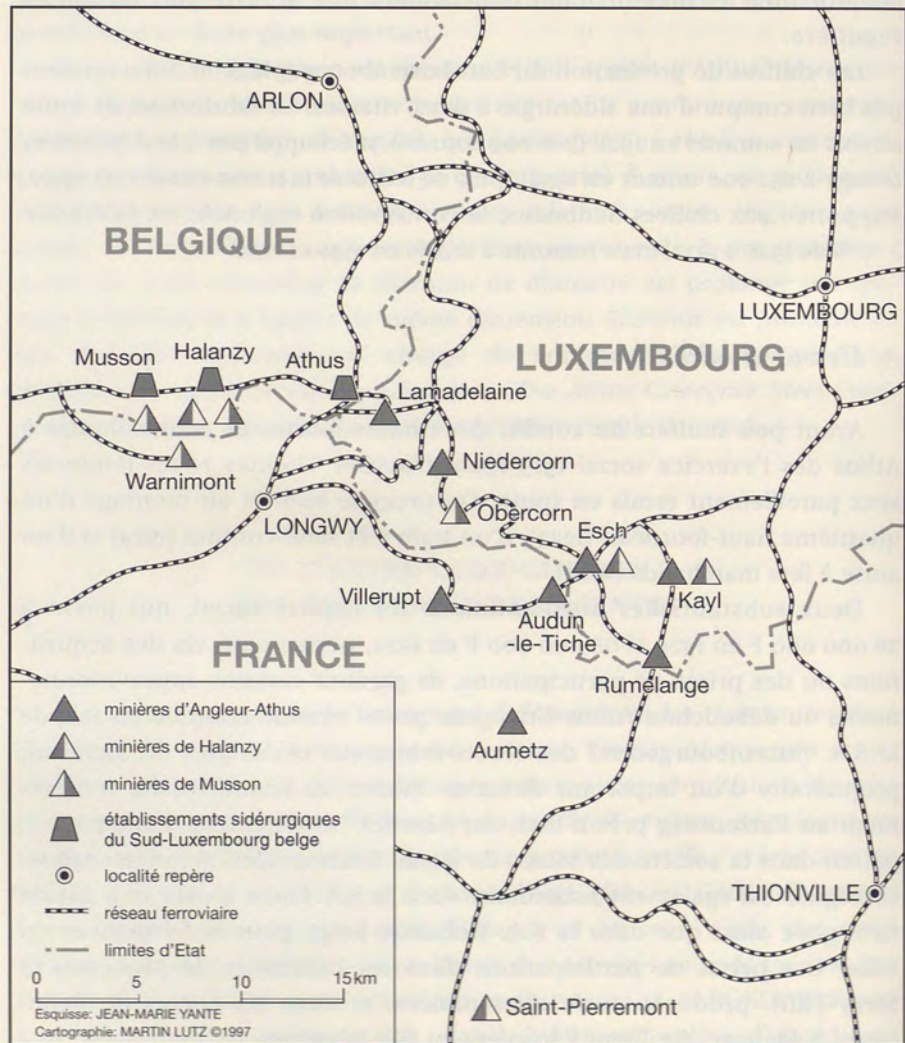 ARLON
BELGIQUE
LUXEMBOURG
LUXEMBOURG
Musson
Halanzy
Athus
Lamadelaine
Warnimont
Niedercorn
LONGWY
Obercorn
Esch
Villerupt
Kayl
Audun
-le-Tiche
FRANCE
Rumelange
Aumetz
THIONVILLE
Saint-Pierremont
minières d'Angleur-Athus
minières de Halanzy
minières de Musson
établissements sidérurgiques
du Sud-Luxembourg belge
localité repère
réseau ferroviaire
limites d'Etat
0 5 10 15 km
Esquisse: JEAN-MARIE YANTE
Cartographie: MARTIN LUTZ ©1997